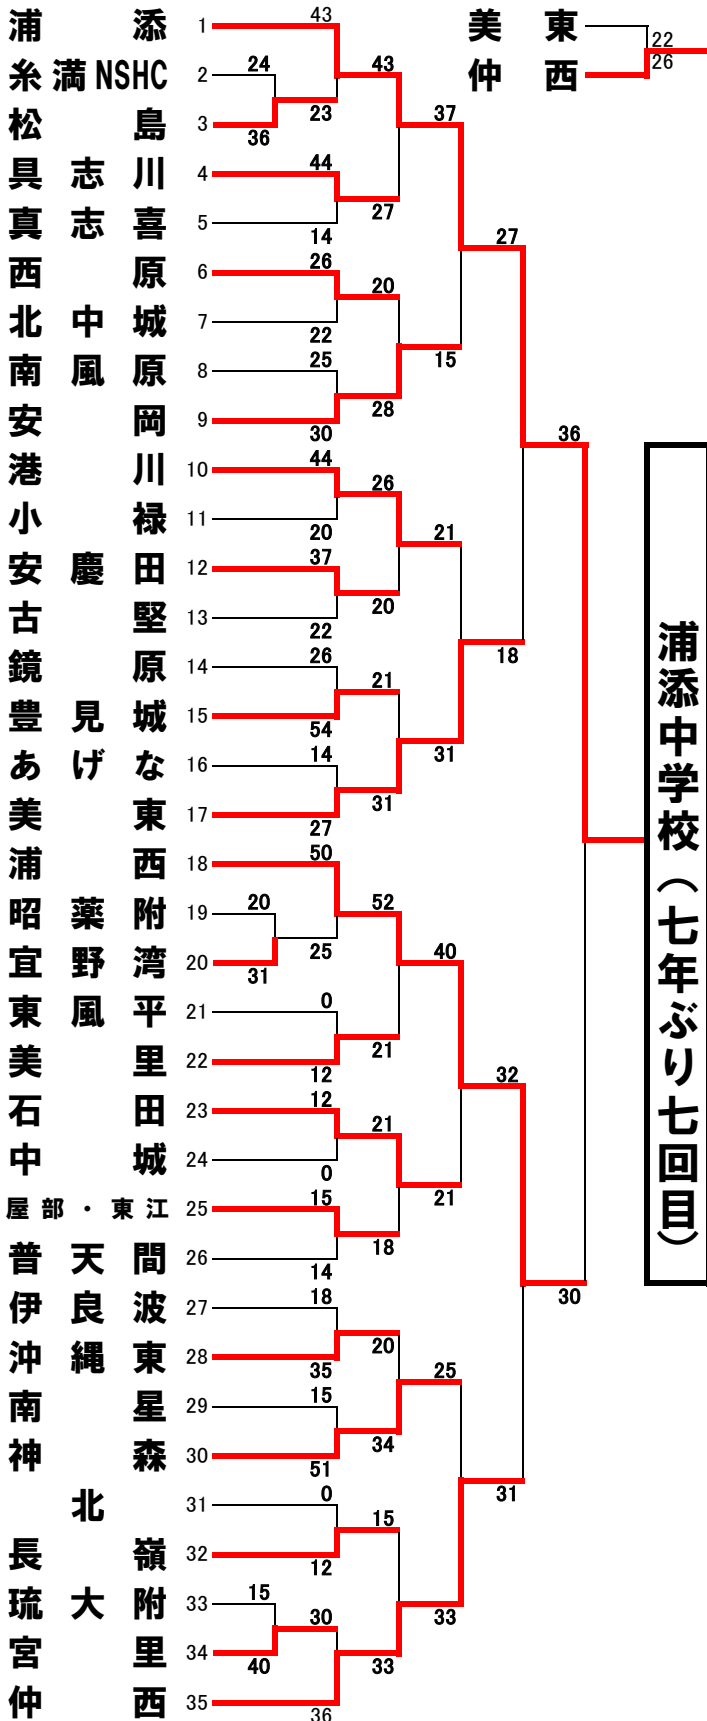 浦添 1 43
美東 22
仲西 26
糸満NSHC 2 24 43
松島 3 36 23 37
具志川 4 44
真志喜 5 14 27 27
西原 6 26 20
北中城 7 22
南風原 8 25 15
安岡 9 30 28 36
港川 10 44 26
小禄 11 20 21
安慶田 12 37
古堅 13 22 20
鏡原 14 26 21 18
豊見城 15 54
あげな 16 14 31
美東 17 27 31
浦西 18 50
昭薬附 19 20 52
宜野湾 20 31 25 40
東風平 21 0
美里 22 12 21 32
石田 23 12 21
中城 24 0
屋部・東江 25 15 21
普天間 26 14 18
伊良波 27 18 30
沖縄東 28 35 20 25
南星 29 15
神森 30 51 34
北 31 0 15 31
長嶺 32 12
琉大附 33 15 30 33
宮里 34 40 33
仲西 35 36
浦添中学校（七年ぶり七回目）